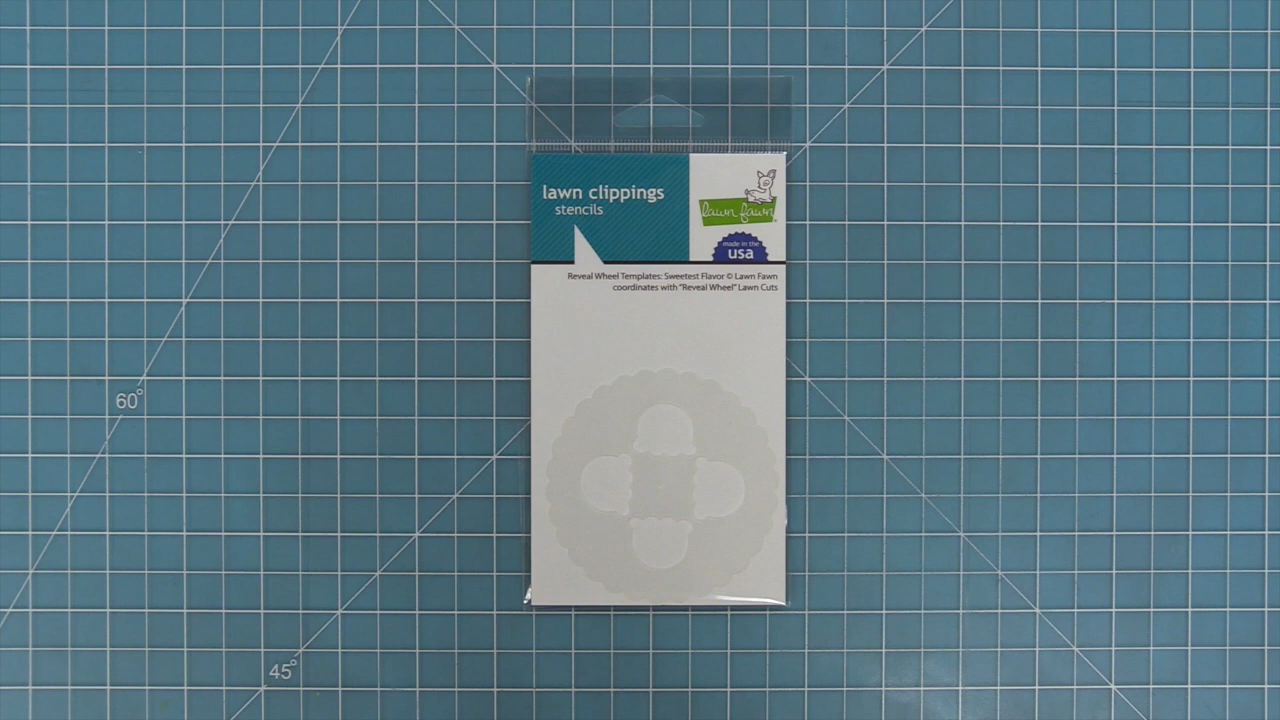 lawn clippings
stencils
lawn fawn
made in the
usa
Reveal Wheel Templates: Sweetest Flavor © Lawn Fawn
coordinates with "Reveal Wheel" Lawn Cuts
60°
45°